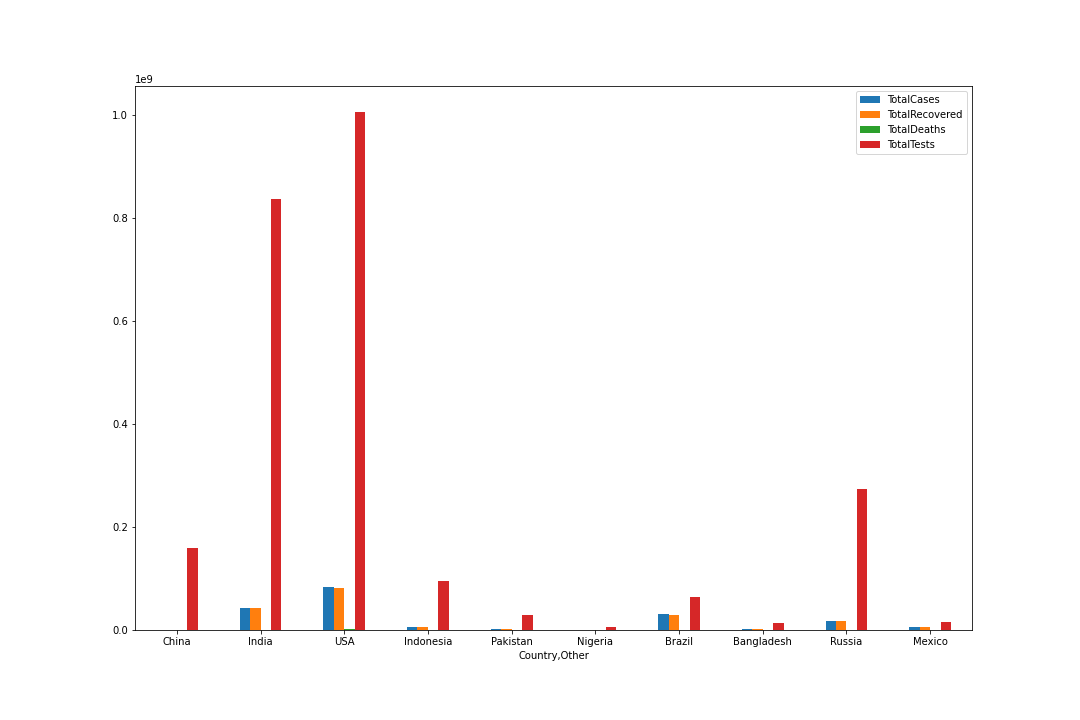 1e9
TotalCases
TotalRecovered
TotalDeaths
TotalTests
1.0
0.8
0.6
0.4
0.2
0.0
China India USA Indonesia Pakistan Nigeria Brazil Bangladesh Russia Mexico
Country,Other